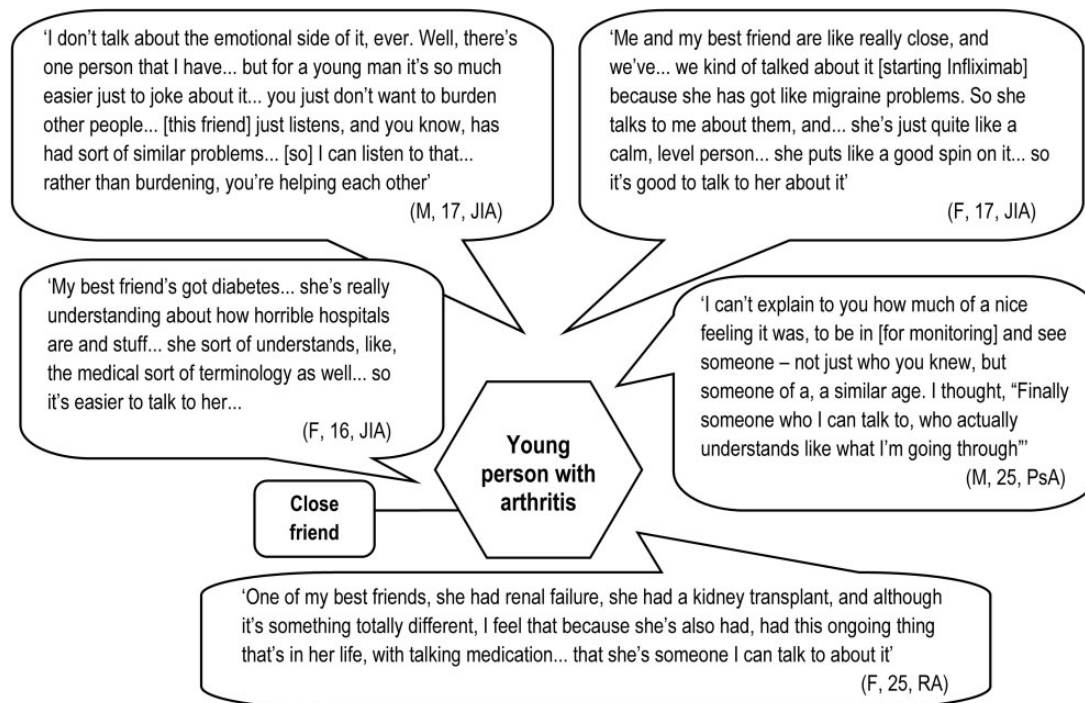 ‘I don’t talk about the emotional side of it, ever. Well, there’s
one person that I have... but for a young man it’s so much
easier just to joke about it... you just don’t want to burden
other people... [this friend] just listens, and you know, has
had sort of similar problems... [so] I can listen to that...
rather than burdening, you’re helping each other’
(M, 17, JIA)
‘Me and my best friend are like really close, and
we’ve... we kind of talked about it [starting Infliximab]
because she has got like migraine problems. So she
talks to me about them, and... she’s just quite like a
calm, level person... she puts like a good spin on it... so
it’s good to talk to her about it’
(F, 17, JIA)
‘My best friend’s got diabetes... she’s really
understanding about how horrible hospitals
are and stuff... she sort of understands, like,
the medical sort of terminology as well... so
it’s easier to talk to her...
(F, 16, JIA)
‘I can’t explain to you how much of a nice
feeling it was, to be in [for monitoring] and see
someone – not just who you knew, but
someone of a, a similar age. I thought, “Finally
someone who I can talk to, who actually
understands like what I’m going through”’
(M, 25, PsA)
Young
person with
arthritis
Close
friend
‘One of my best friends, she had renal failure, she had a kidney transplant, and although
it’s something totally different, I feel that because she’s also had, had this ongoing thing
that’s in her life, with talking medication... that she’s someone I can talk to about it’
(F, 25, RA)